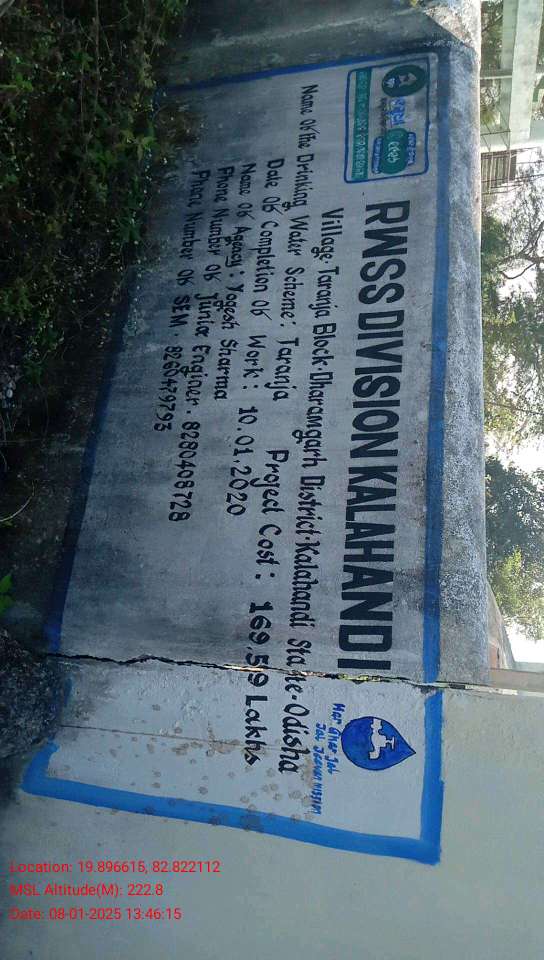 RWSS DIVISION KALAHANDI
Village-Taranja Block-Dharamgarh District-Kalahandi State-Odisha
Name Of the Drinking Water Scheme: Taranja Project Cost: 169.519 Lakhs
Date Of Completion Of Work: 10.01.2020
Name Of Agency: Yogesh Sharma
Phone Number Of Junior Enginer. 8280408728
Phone Number Of SEM. 8260479793
Har Ghar Jal
Jal Jeevan Mission
Location: 19.896615, 82.822112
MSL Altitude(M): 222.8
Date: 08-01-2025 13:46:15